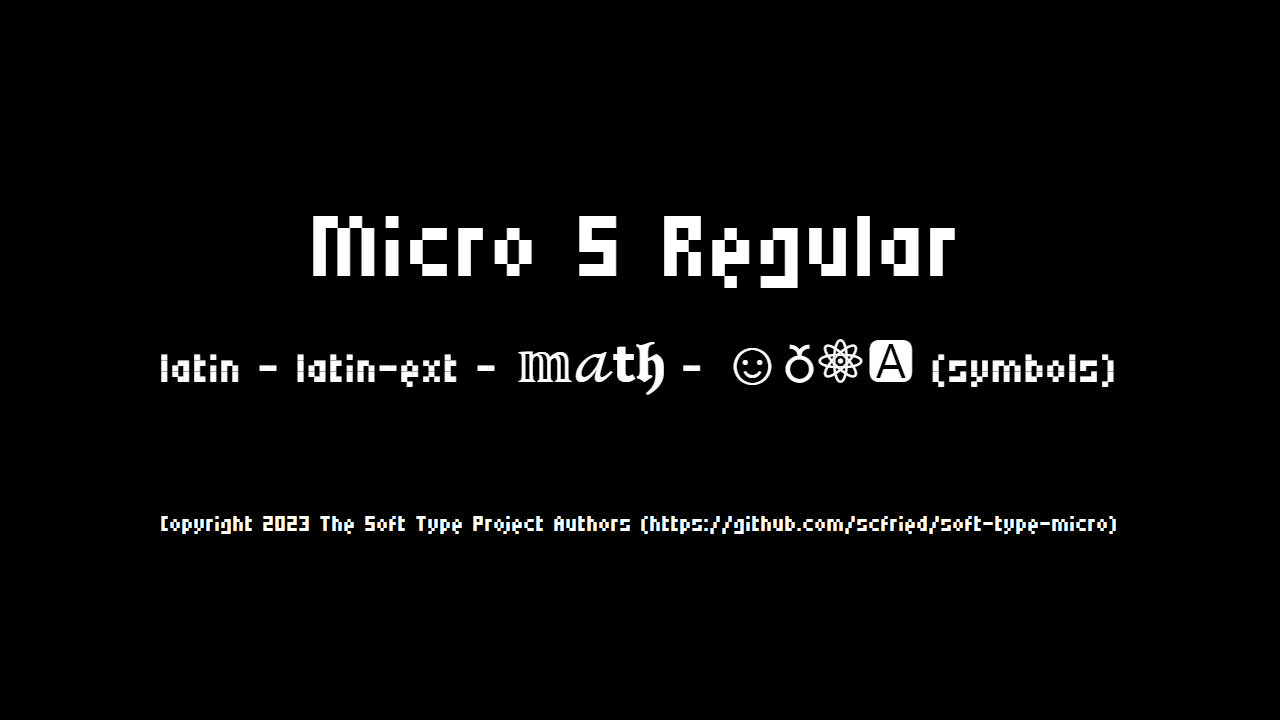 Micro 5 Regular
latin - latin-ext - 𝕞𝓪𝘁𝖍 - ☺♉⚛🅰 (symbols)
Copyright 2023 The Soft Type Project Authors (https://github.com/scfried/soft-type-micro)